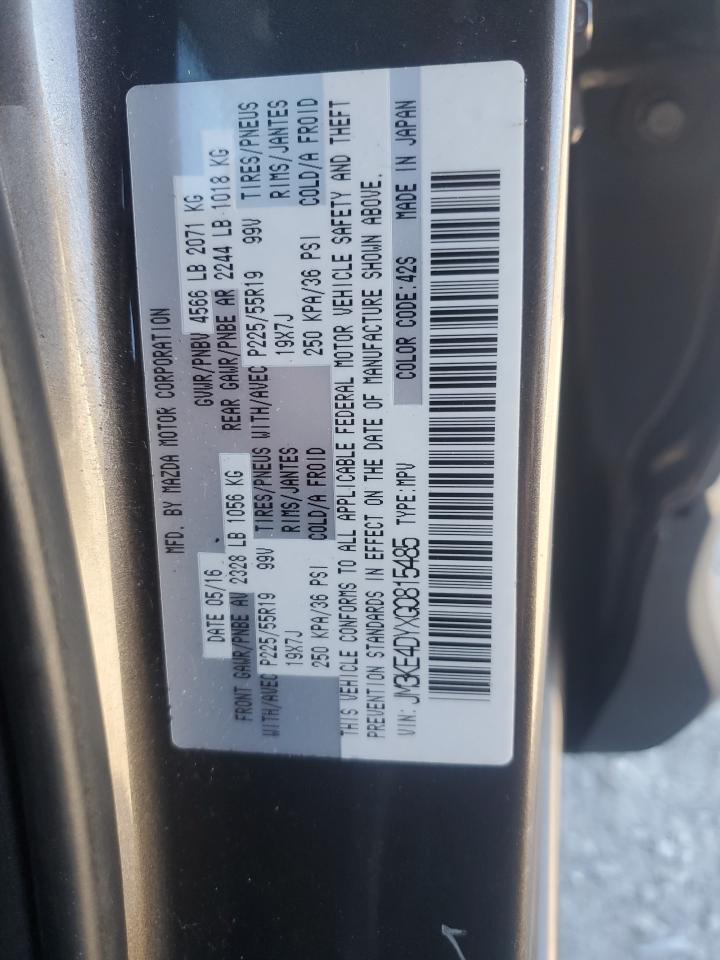 MFD. BY MAZDA MOTOR CORPORATION
DATE 05/16 GVWR/PNBV 4566 LB 2071 KG
FRONT GAWR/PNBE AV 2328 LB 1056 KG REAR GAWR/PNBE AR 2244 LB 1018 KG
WITH/AVEC P225/55R19 99V TIRES/PNEUS WITH/AVEC P225/55R19 99V TIRES/PNEUS
19X7J RIMS/JANTES 19X7J RIMS/JANTES
250 KPA/36 PSI COLD/A FROID 250 KPA/36 PSI COLD/A FROID
THIS VEHICLE CONFORMS TO ALL APPLICABLE FEDERAL MOTOR VEHICLE SAFETY AND THEFT
PREVENTION STANDARDS IN EFFECT ON THE DATE OF MANUFACTURE SHOWN ABOVE.
VIN: JM3KE4DYXG0815485 TYPE:MPV COLOR CODE:42S MADE IN JAPAN